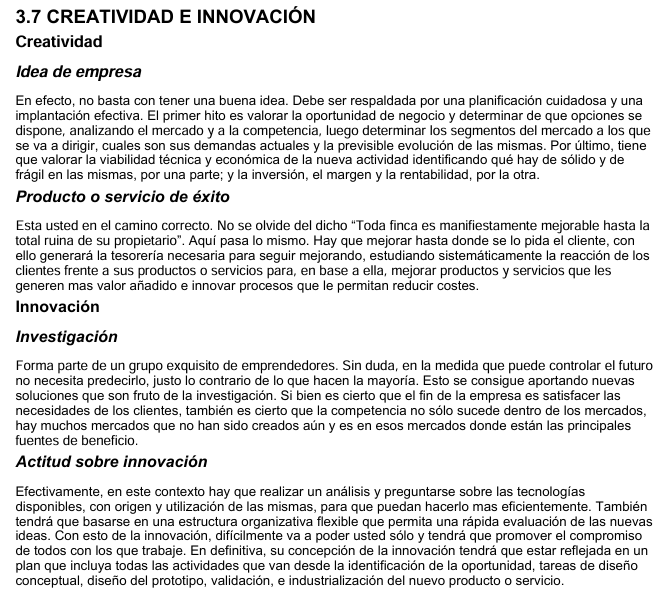 3.7 CREATIVIDAD E INNOVACIÓN
Creatividad
Idea de empresa
En efecto, no basta con tener una buena idea. Debe ser respaldada por una planificación cuidadosa y una
implantación efectiva. El primer hito es valorar la oportunidad de negocio y determinar de que opciones se
dispone, analizando el mercado y a la competencia, luego determinar los segmentos del mercado a los que
se va a dirigir, cuales son sus demandas actuales y la previsible evolución de las mismas. Por último, tiene
que valorar la viabilidad técnica y económica de la nueva actividad identificando qué hay de sólido y de
frágil en las mismas, por una parte; y la inversión, el margen y la rentabilidad, por la otra.
Producto o servicio de éxito
Esta usted en el camino correcto. No se olvide del dicho “Toda finca es manifiestamente mejorable hasta la
total ruina de su propietario”. Aquí pasa lo mismo. Hay que mejorar hasta donde se lo pida el cliente, con
ello generará la tesorería necesaria para seguir mejorando, estudiando sistemáticamente la reacción de los
clientes frente a sus productos o servicios para, en base a ella, mejorar productos y servicios que les
generen mas valor añadido e innovar procesos que le permitan reducir costes.
Innovación
Investigación
Forma parte de un grupo exquisito de emprendedores. Sin duda, en la medida que puede controlar el futuro
no necesita predecirlo, justo lo contrario de lo que hacen la mayoría. Esto se consigue aportando nuevas
soluciones que son fruto de la investigación. Si bien es cierto que el fin de la empresa es satisfacer las
necesidades de los clientes, también es cierto que la competencia no sólo sucede dentro de los mercados,
hay muchos mercados que no han sido creados aún y es en esos mercados donde están las principales
fuentes de beneficio.
Actitud sobre innovación
Efectivamente, en este contexto hay que realizar un análisis y preguntarse sobre las tecnologías
disponibles, con origen y utilización de las mismas, para que puedan hacerlo mas eficientemente. También
tendrá que basarse en una estructura organizativa flexible que permita una rápida evaluación de las nuevas
ideas. Con esto de la innovación, difícilmente va a poder usted sólo y tendrá que promover el compromiso
de todos con los que trabaje. En definitiva, su concepción de la innovación tendrá que estar reflejada en un
plan que incluya todas las actividades que van desde la identificación de la oportunidad, tareas de diseño
conceptual, diseño del prototipo, validación, e industrialización del nuevo producto o servicio.